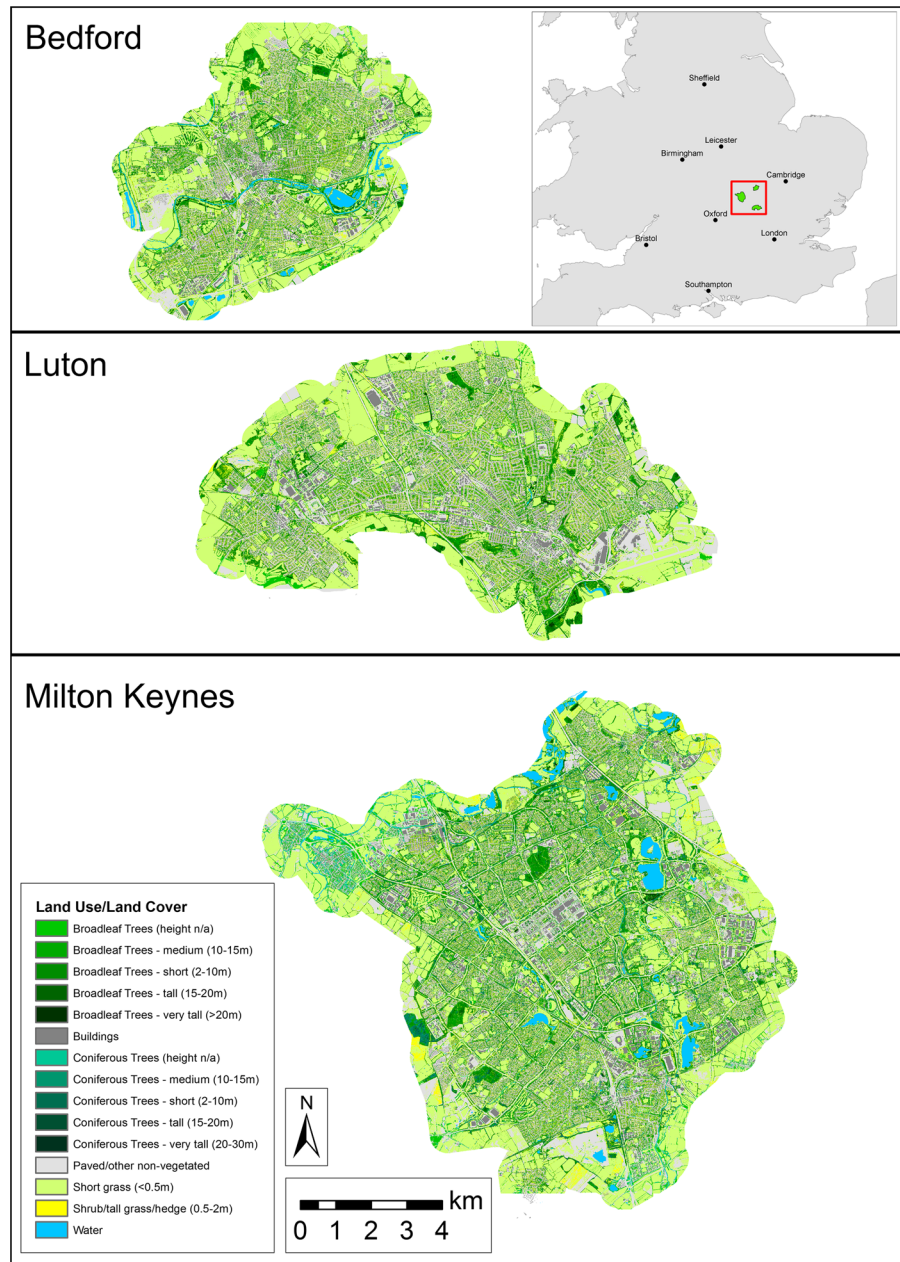 Bedford
Sheffield
Leicester
Birmingham
Cambridge
Oxford
London
Bristol
Southampton
Luton
Milton Keynes
Land Use/Land Cover
Broadleaf Trees (height n/a)
Broadleaf Trees - medium (10-15m)
Broadleaf Trees - short (2-10m)
Broadleaf Trees - tall (15-20m)
Broadleaf Trees - very tall (>20m)
Buildings
Coniferous Trees (height n/a)
Coniferous Trees - medium (10-15m)
Coniferous Trees - short (2-10m)
Coniferous Trees - tall (15-20m)
Coniferous Trees - very tall (20-30m)
Paved/other non-vegetated
Short grass (<0.5m)
Shrub/tall grass/hedge (0.5-2m)
Water
N
km
0 1 2 3 4